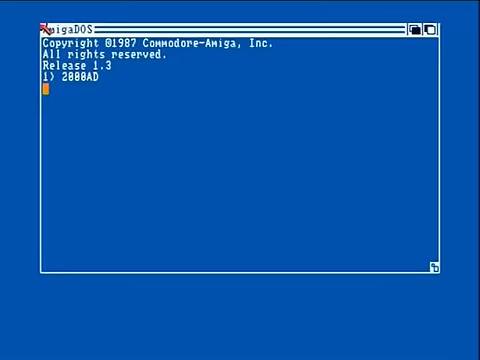 AmigaDOS
Copyright ©1987 Commodore-Amiga, Inc.
All rights reserved.
Release 1.3
1) 2000AD